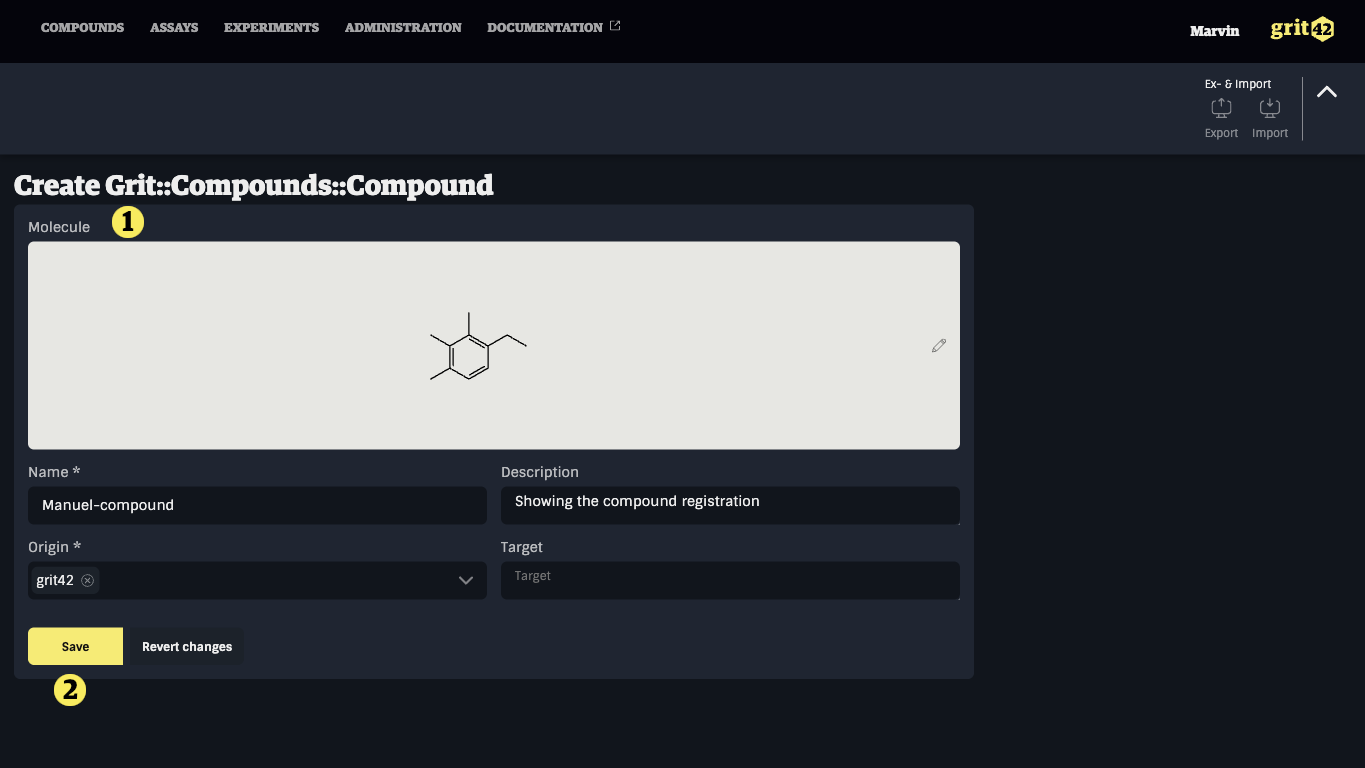 COMPOUNDS ASSAYS EXPERIMENTS ADMINISTRATION DOCUMENTATION Marvin grit42
Ex- & Import
Export Import
Create Grit::Compounds::Compound
Molecule 1
Name * Description
Manuel-compound Showing the compound registration
Origin * Target
grit42 Target
Save Revert changes
2